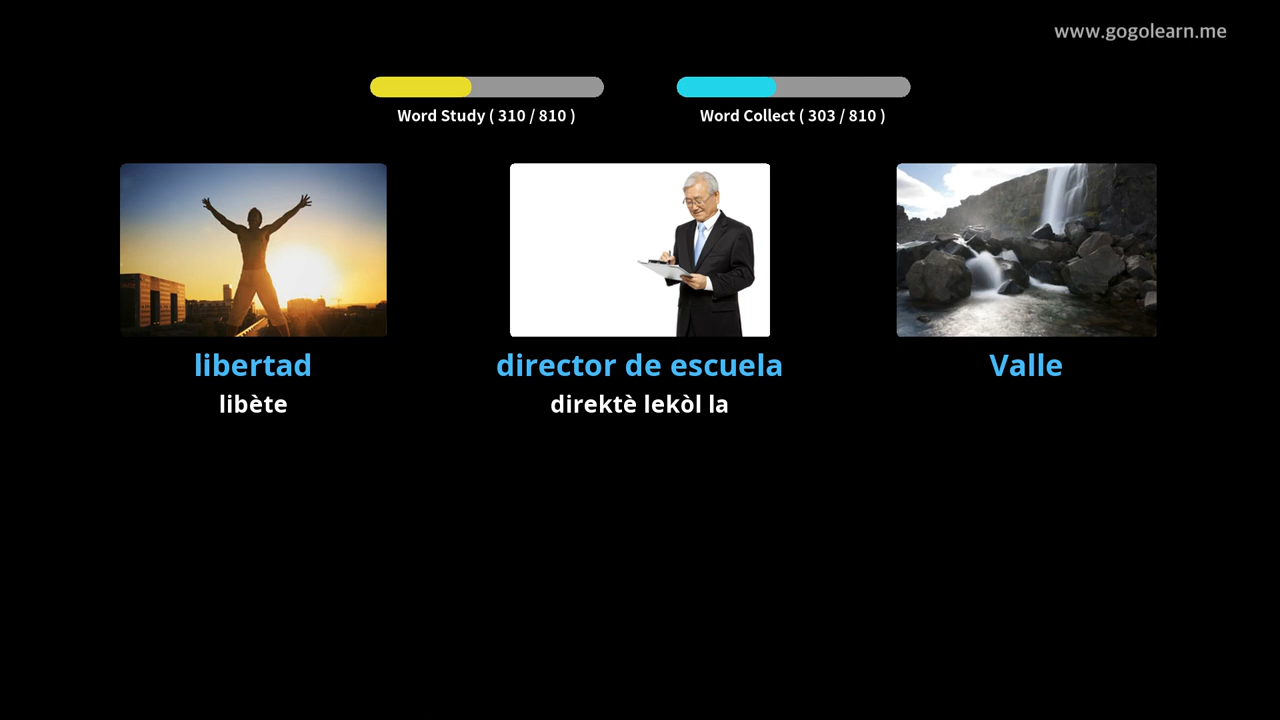 www.gogolearn.me
Word Study ( 310 / 810 )
Word Collect ( 303 / 810 )
libertad
libète
director de escuela
direktè lekòl la
Valle